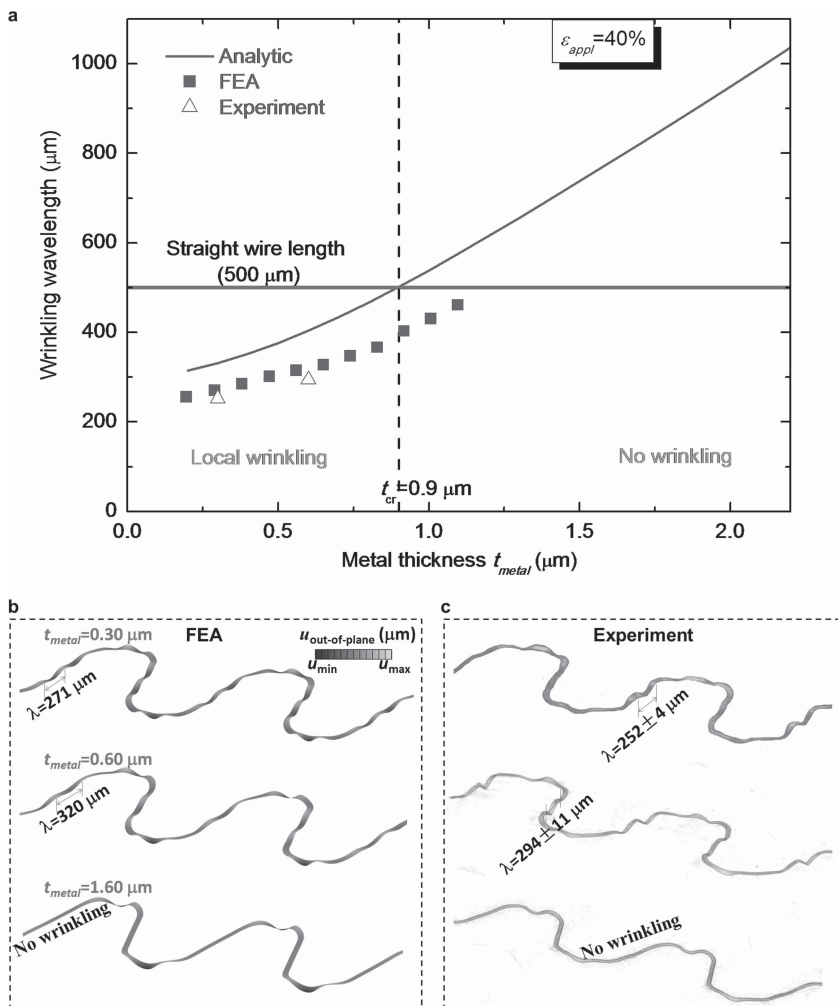 a
ε_appl=40%
1000
800
600
400
200
0
Wrinkling wavelength (μm)
Analytic
FEA
Experiment
Straight wire length
(500 μm)
Local wrinkling
No wrinkling
t_cr=0.9 μm
0.0 0.5 1.0 1.5 2.0
Metal thickness t_metal (μm)
b
t_metal=0.30 μm
FEA
u_out-of-plane (μm)
u_min u_max
λ=271 μm
t_metal=0.60 μm
λ=320 μm
t_metal=1.60 μm
No wrinkling
c
Experiment
λ=252±4 μm
λ=294±11 μm
No wrinkling